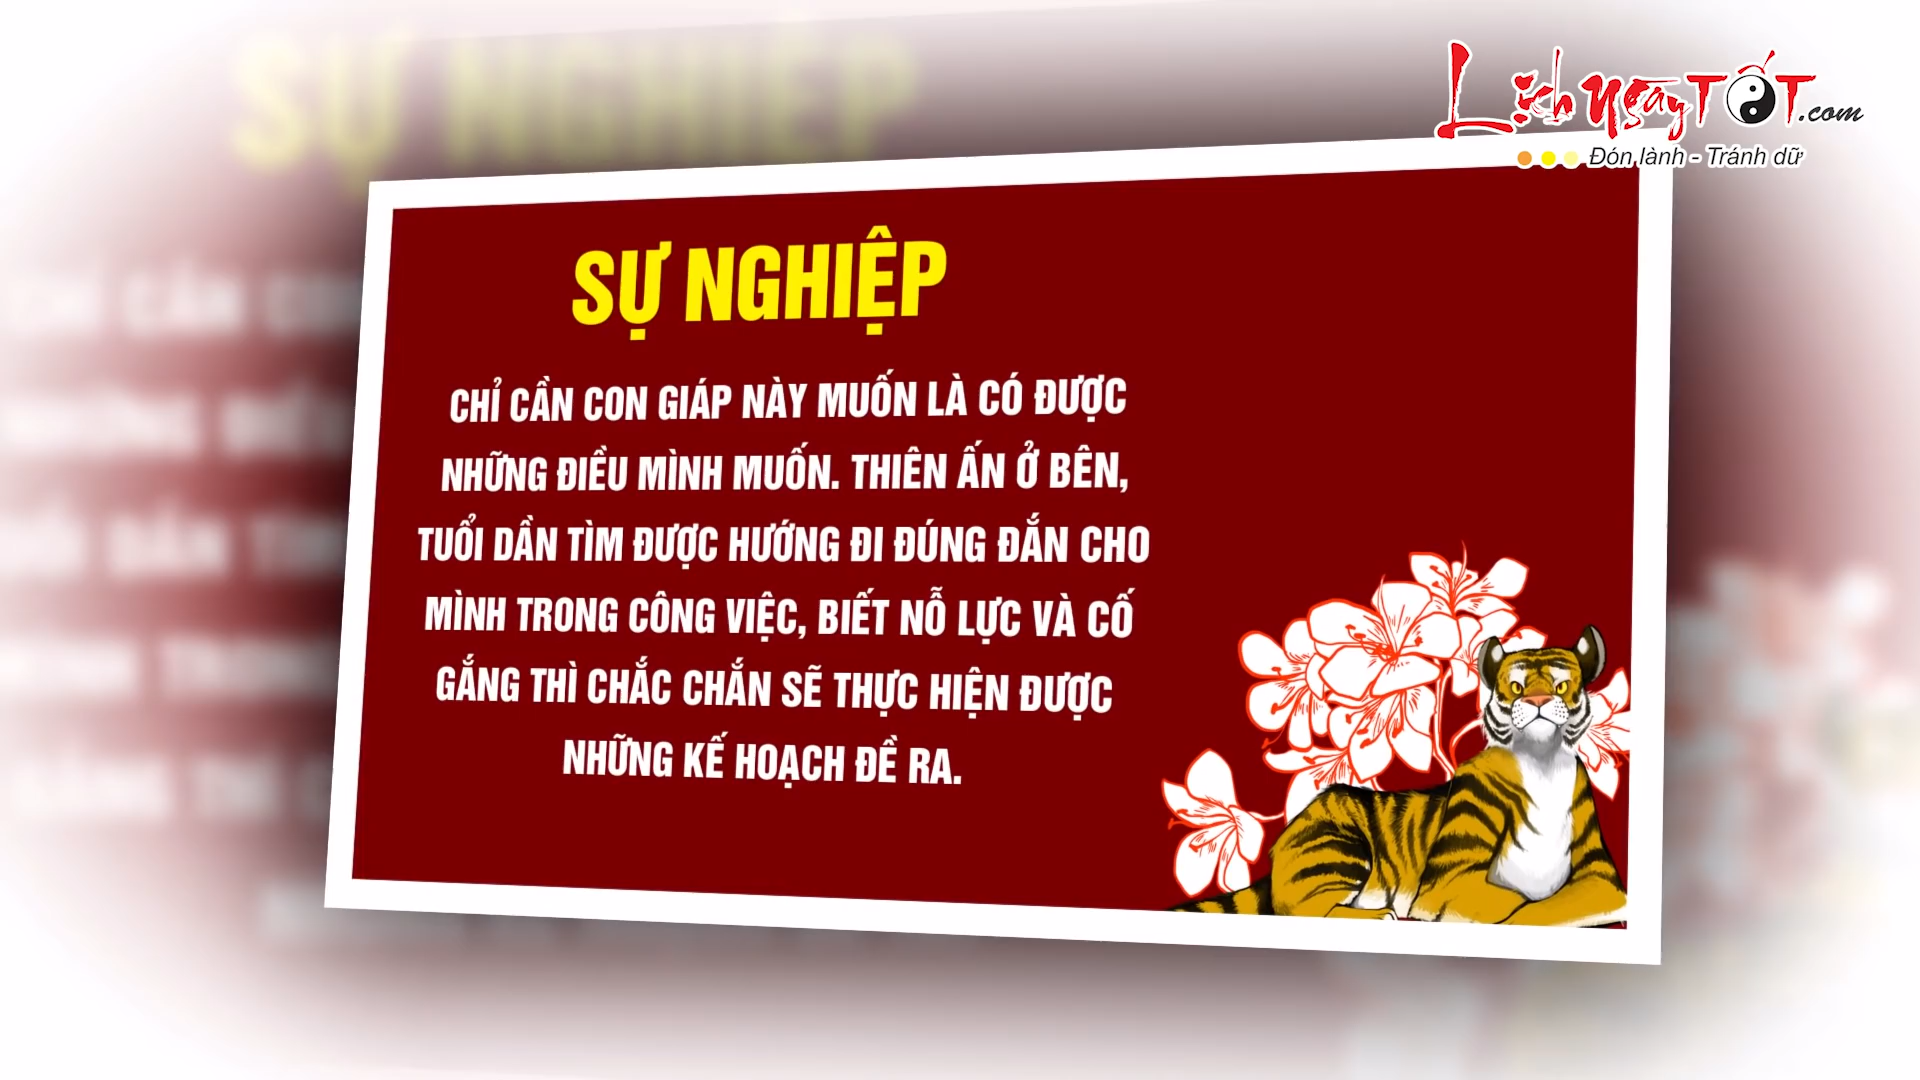 LịchNgàyTỐT.com
Đón lành - Tránh dữ
SỰ NGHIỆP
CHỈ CẦN CON GIÁP NÀY MUỐN LÀ CÓ ĐƯỢC
NHỮNG ĐIỀU MÌNH MUỐN. THIÊN ẤN Ở BÊN,
TUỔI DẦN TÌM ĐƯỢC HƯỚNG ĐI ĐÚNG ĐẮN CHO
MÌNH TRONG CÔNG VIỆC, BIẾT NỖ LỰC VÀ CỐ
GẮNG THÌ CHẮC CHẮN SẼ THỰC HIỆN ĐƯỢC
NHỮNG KẾ HOẠCH ĐỀ RA.